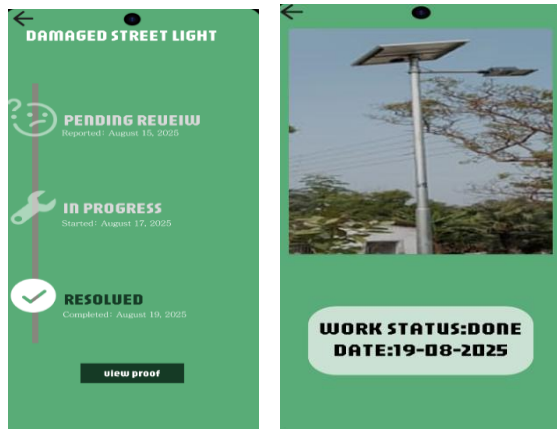 DAMAGED STREET LIGHT
PENDING REUEIW
Reported: August 15, 2025
IN PROGRESS
Started: August 17, 2025
RESOLUED
Completed: August 19, 2025
view proof
WORK STATUS:DONE
DATE:19-08-2025